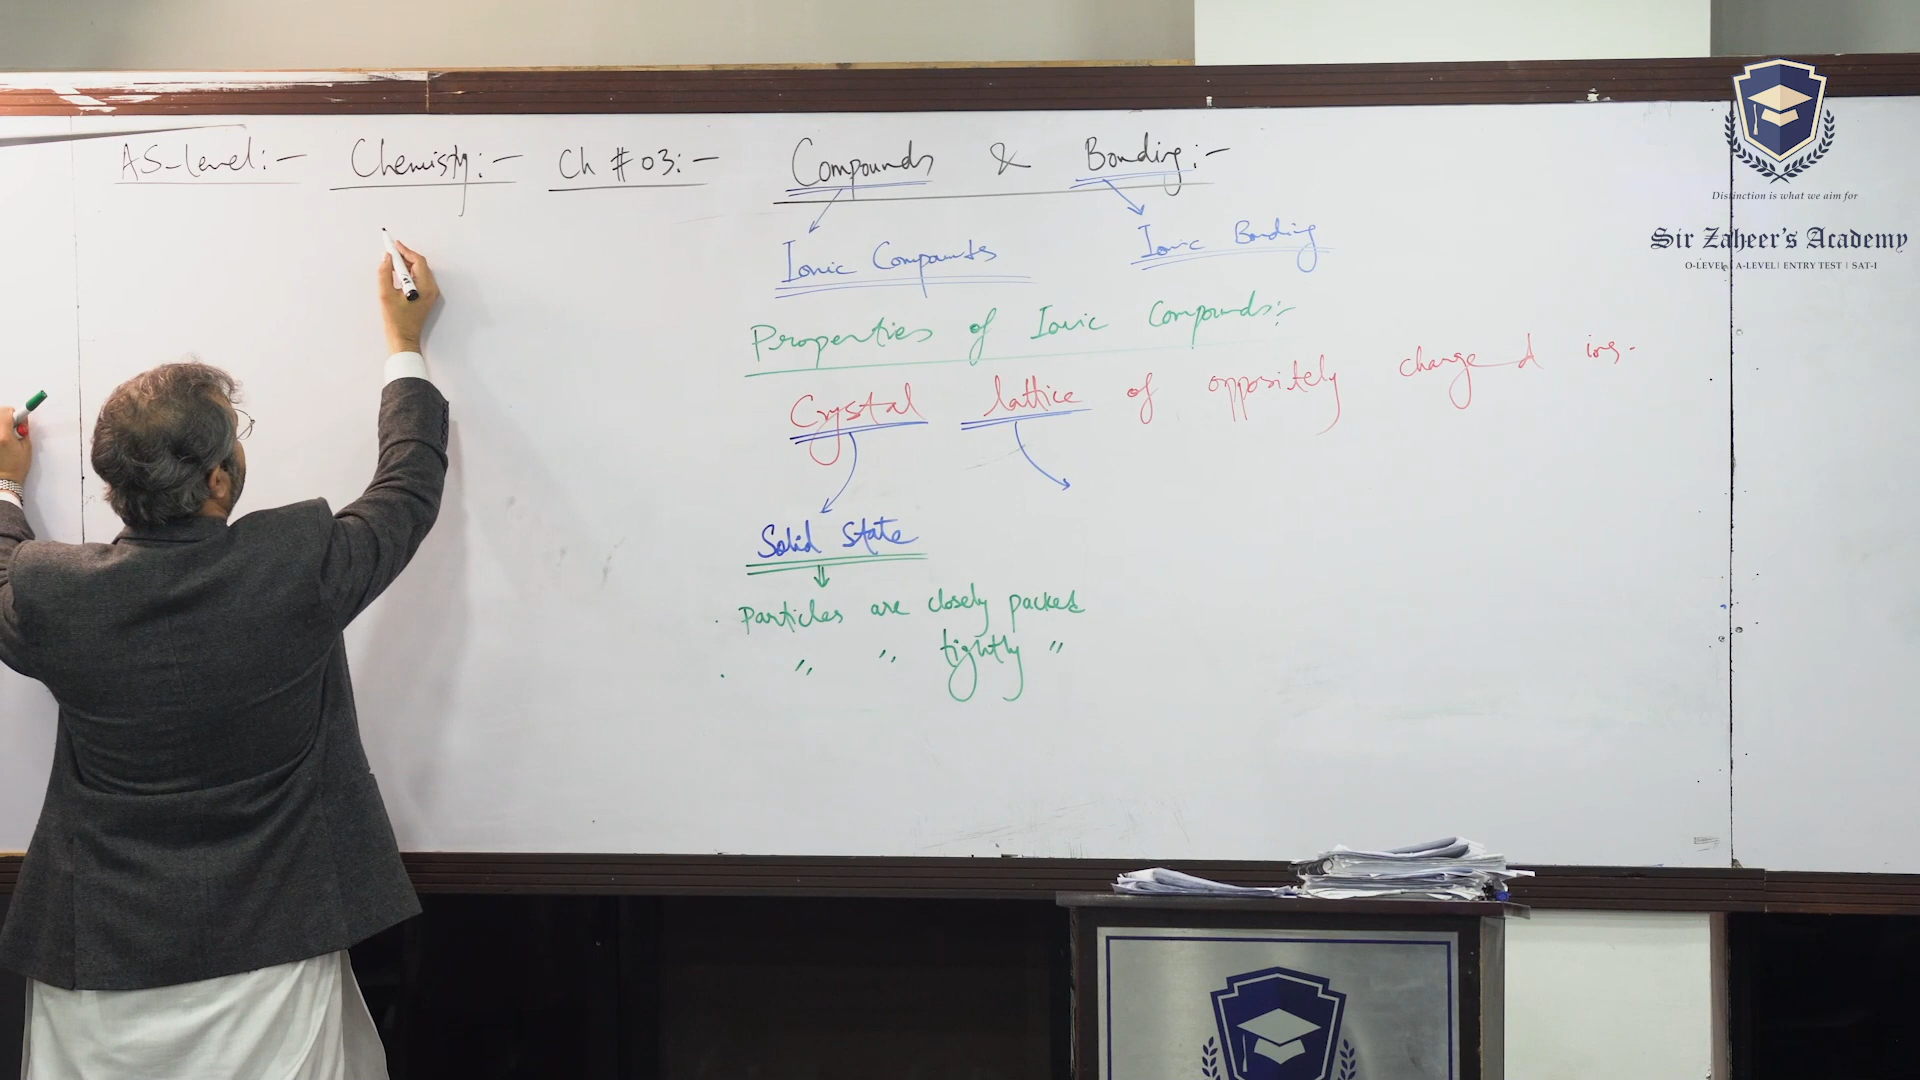 AS-Level:- Chemistry:- Ch # 03:- Compounds & Bonding:-
Ionic Compounds Ionic Bonding
Properties of Ionic Compounds:-
Crystal lattice of oppositely charged ions.
Solid State
. Particles are closely packed
. " " tightly "
Distinction is what we aim for
Sir Zaheer's Academy
O-LEVEL | A-LEVEL | ENTRY TEST | SAT-I